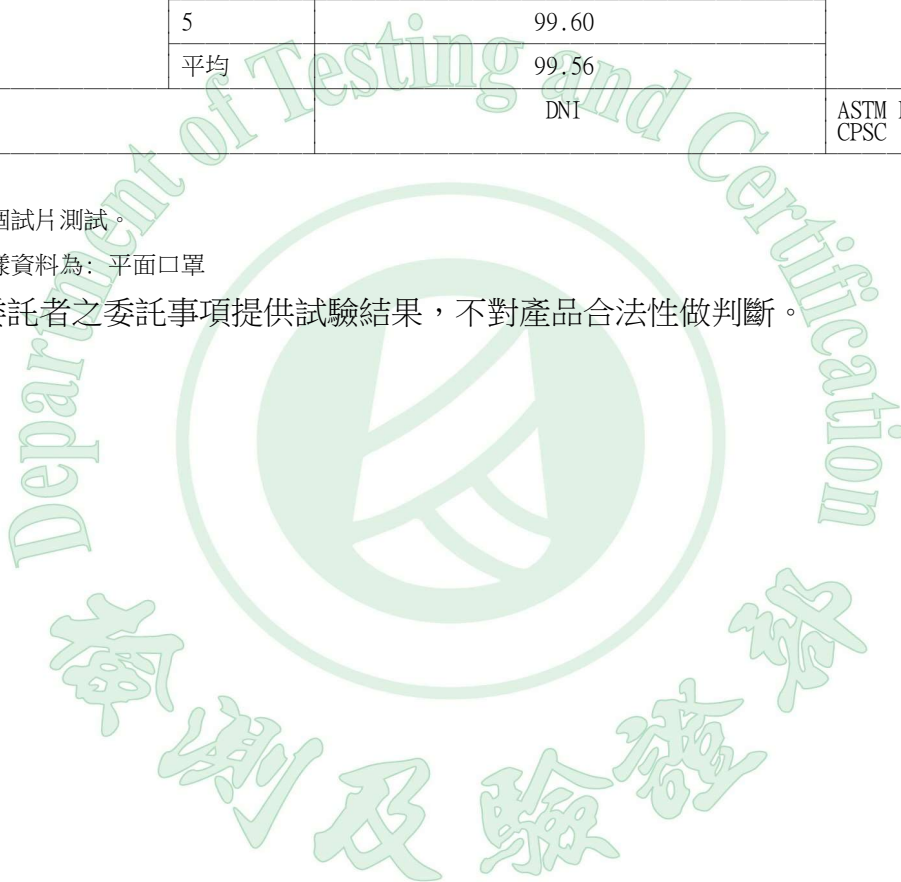 5 99.60
平均 99.56
DNI ASTM
CPSC
個試片測試。
樣資料為: 平面口罩
委託者之委託事項提供試驗結果，不對產品合法性做判斷。
Department of Testing and Certification
檢測及驗證部